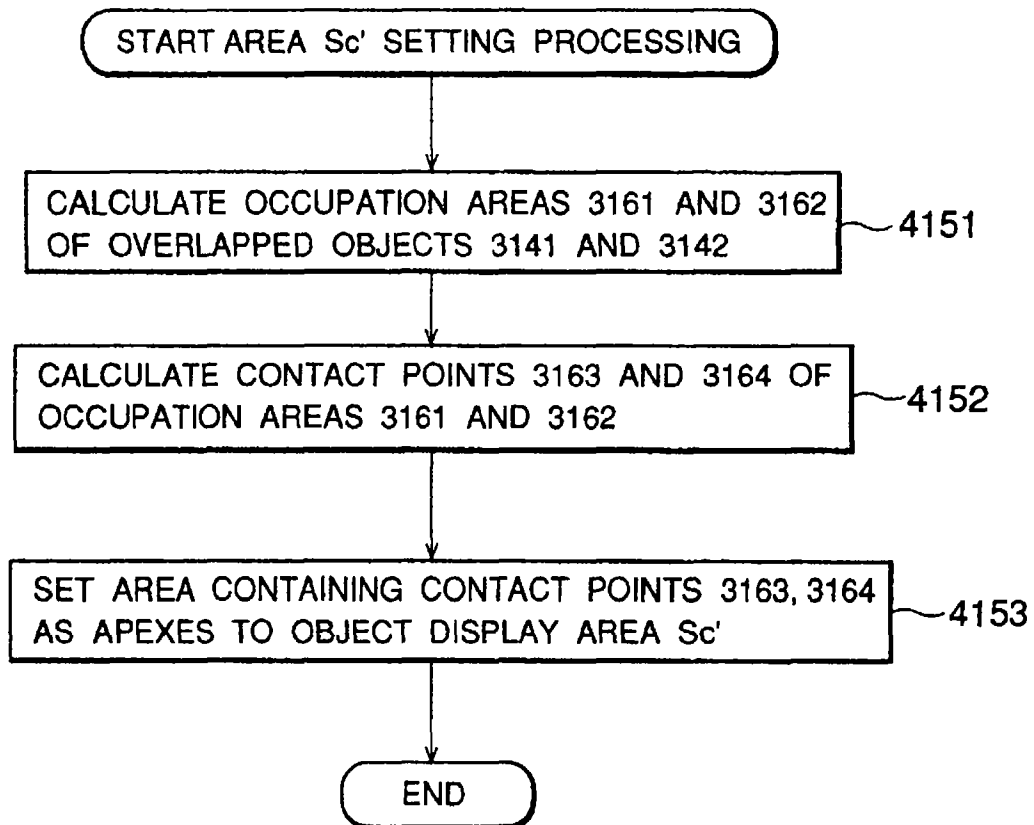 START AREA Sc' SETTING PROCESSING
CALCULATE OCCUPATION AREAS 3161 AND 3162
OF OVERLAPPED OBJECTS 3141 AND 3142
4151
CALCULATE CONTACT POINTS 3163 AND 3164 OF
OCCUPATION AREAS 3161 AND 3162
4152
SET AREA CONTAINING CONTACT POINTS 3163, 3164
AS APEXES TO OBJECT DISPLAY AREA Sc'
4153
END